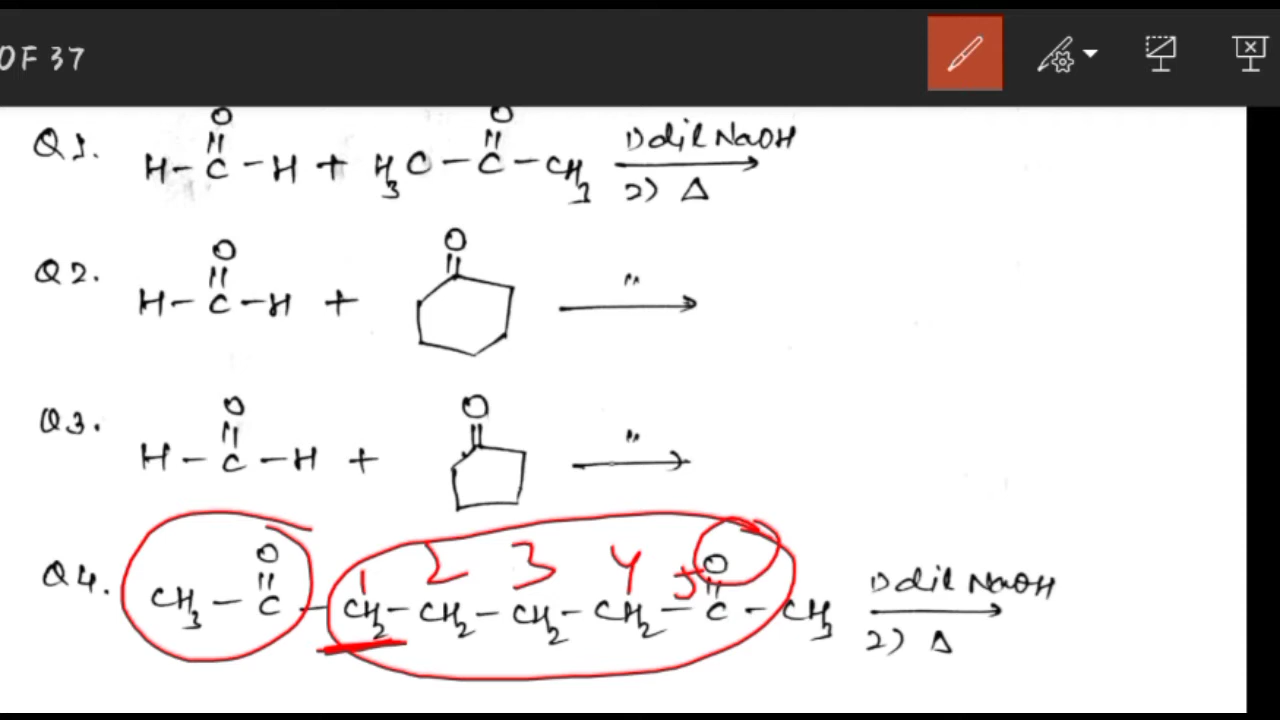 OF 37
O O
Q1. H-C-H + H3C-C-CH3 1) dil NaOH
2) Δ
O O
Q2. H-C-H + "
O O
Q3. H-C-H + "
1 2 3 4 5
O O
Q4. CH3-C-CH2-CH2-CH2-CH2-C-CH3 1) dil NaOH
2) Δ